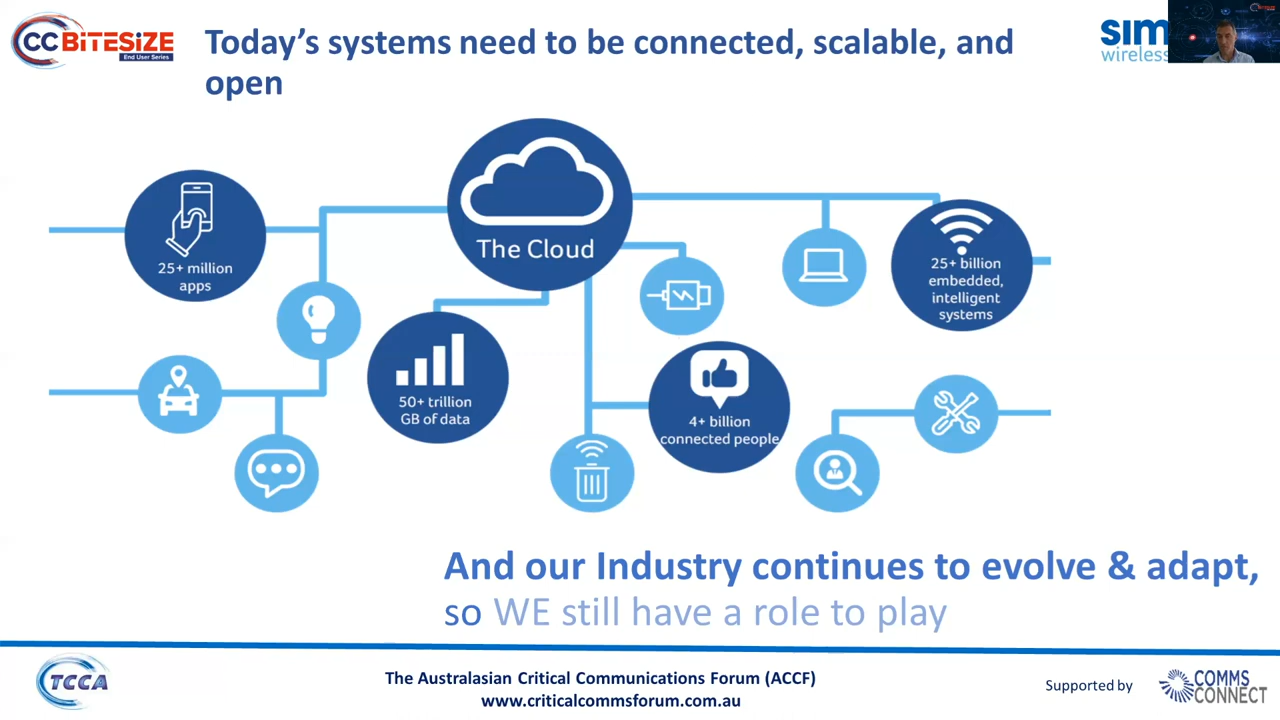 CC BiTESiZE
End User Series
Today's systems need to be connected, scalable, and
open
sim
wireless
The Cloud
25+ million
apps
25+ billion
embedded,
intelligent
systems
50+ trillion
GB of data
4+ billion
connected people
And our Industry continues to evolve & adapt,
so WE still have a role to play
TCCA
The Australasian Critical Communications Forum (ACCF)
www.criticalcommsforum.com.au
Supported by
COMMS
CONNECT